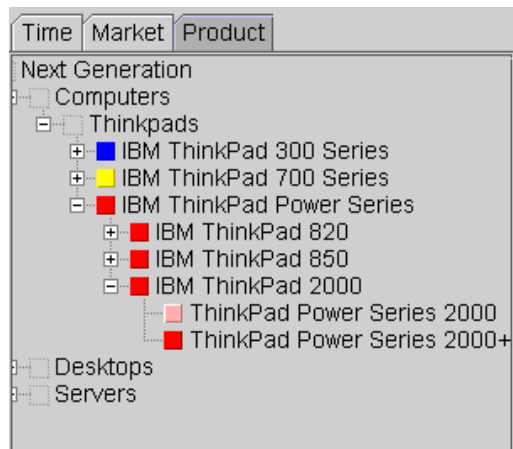 Time Market Product
Next Generation
Computers
Thinkpads
IBM ThinkPad 300 Series
IBM ThinkPad 700 Series
IBM ThinkPad Power Series
IBM ThinkPad 820
IBM ThinkPad 850
IBM ThinkPad 2000
ThinkPad Power Series 2000
ThinkPad Power Series 2000+
Desktops
Servers